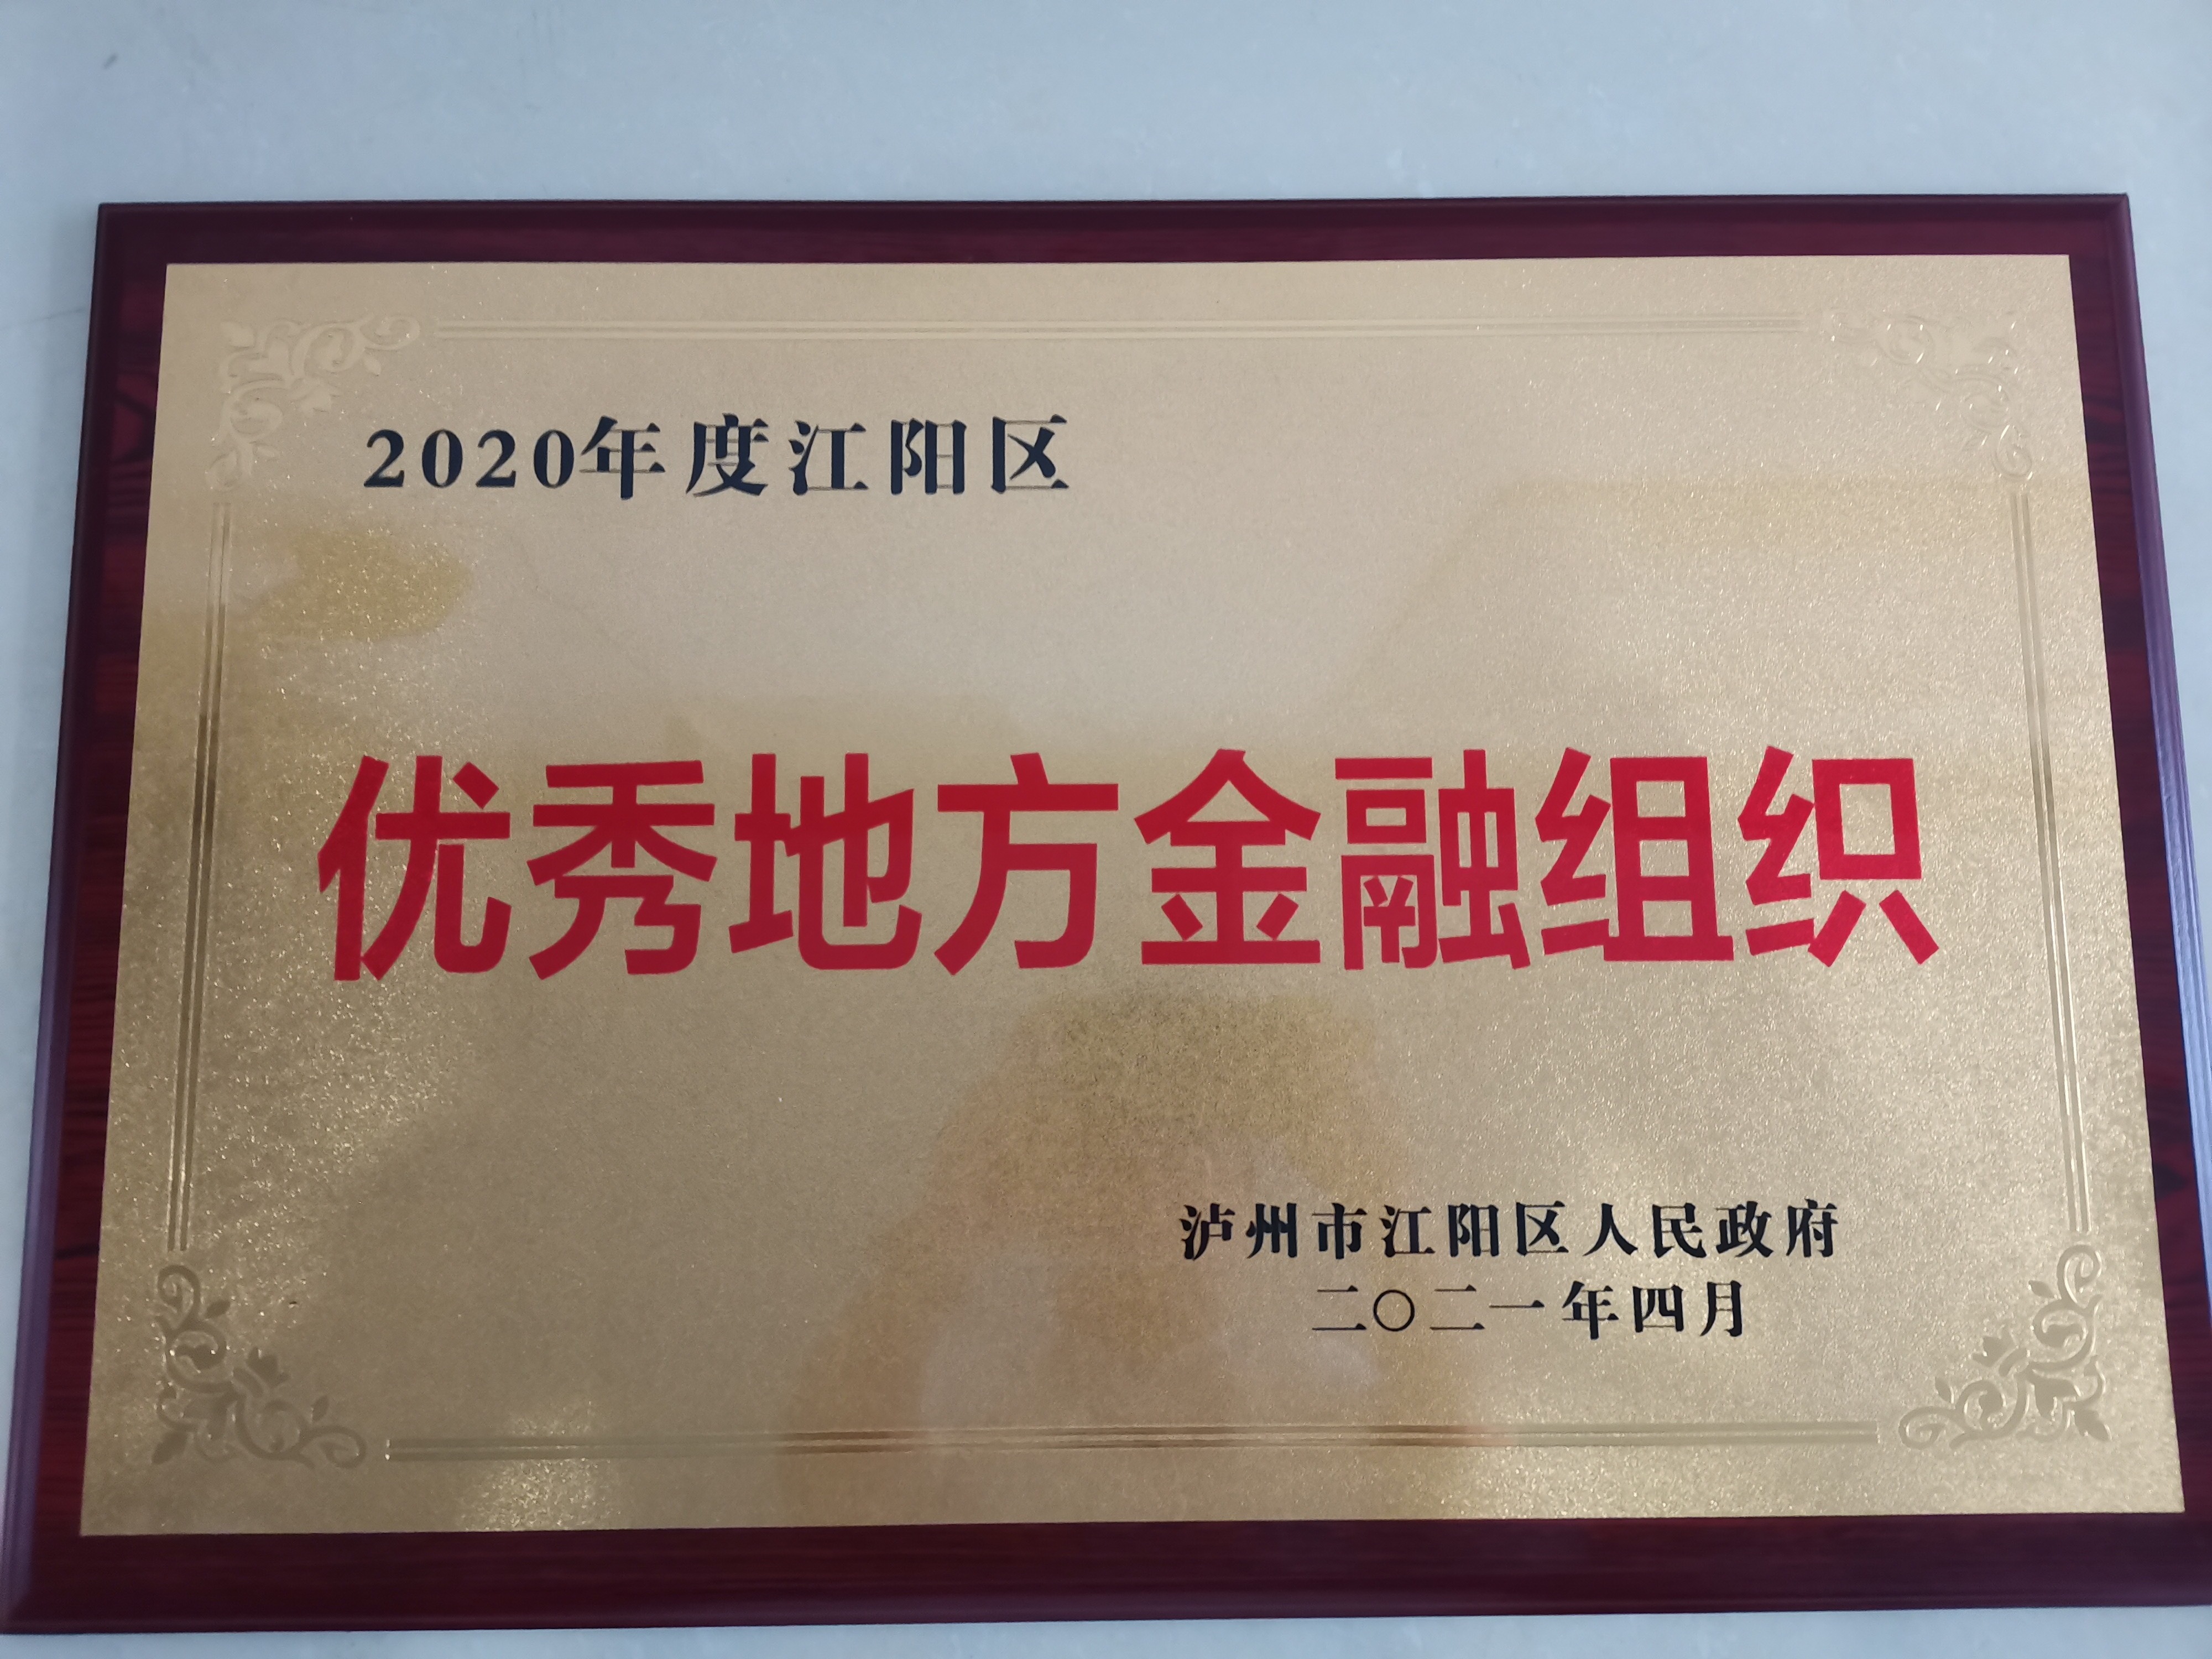 2020年度江阳区
优秀地方金融组织
泸州市江阳区人民政府
二〇二一年四月